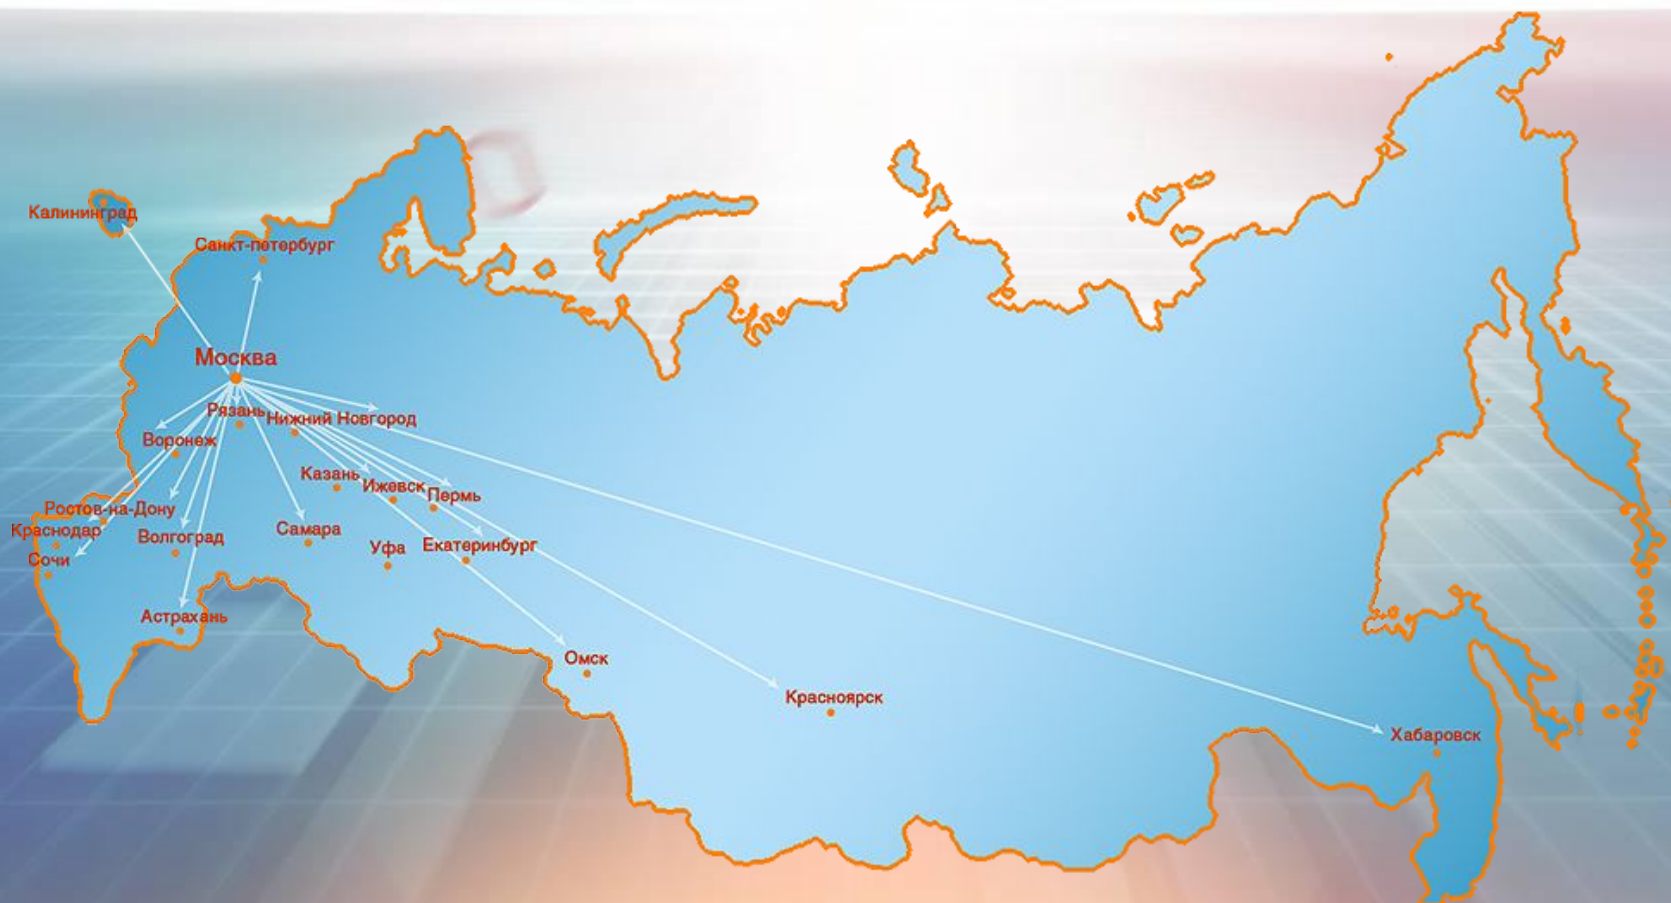 Калининград
Санкт-петербург
Москва
Рязань
Нижний Новгород
Воронеж
Казань
Ижевск
Пермь
Ростов-на-Дону
Краснодар
Волгоград
Самара
Уфа
Екатеринбург
Сочи
Астрахань
Омск
Красноярск
Хабаровск